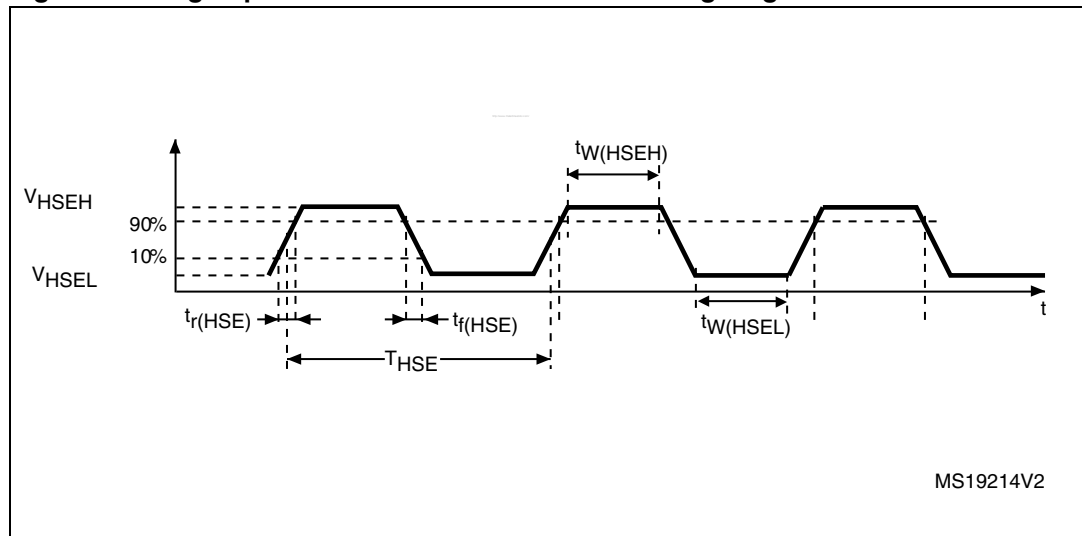 tW(HSEH)
VHSEH
90%
10%
VHSEL
tr(HSE)
tf(HSE)
tW(HSEL)
t
THSE
MS19214V2